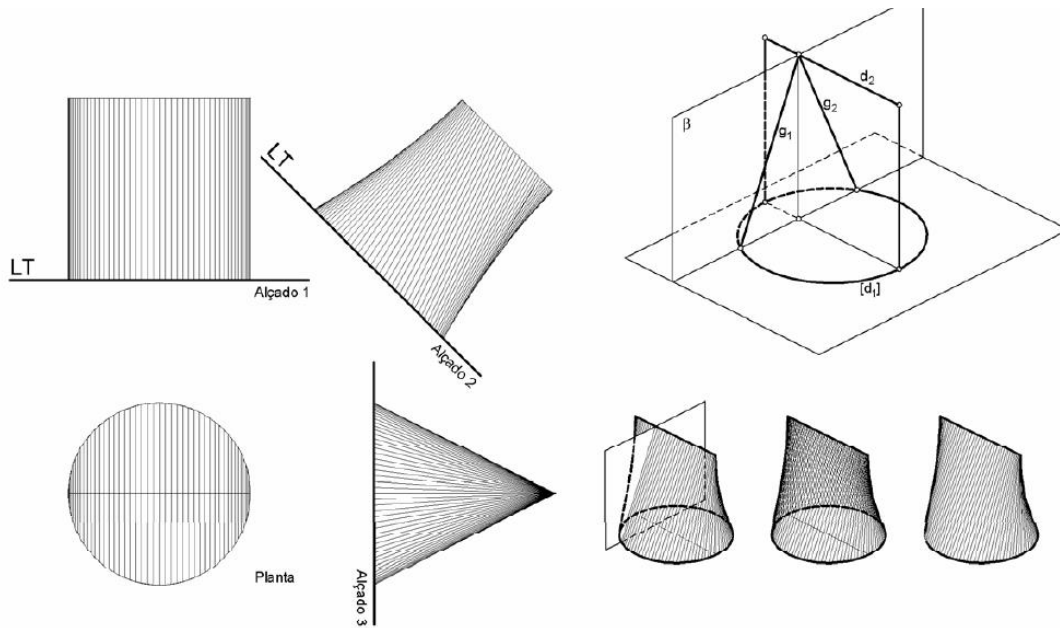 LT
Alçado 1
LT
Alçado 2
β
g1
g2
d2
[d1]
Planta
Alçado 3